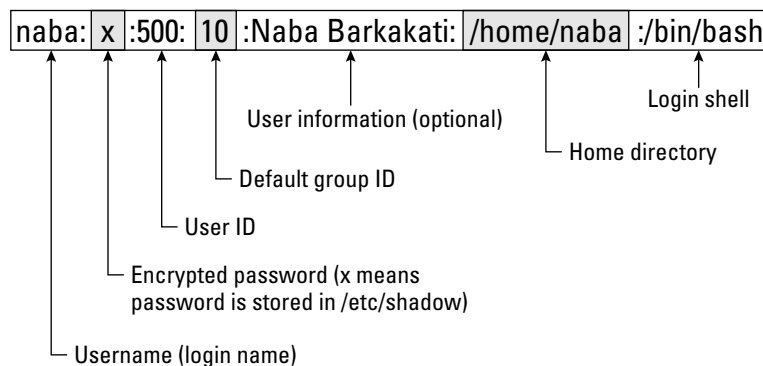 naba: x :500: 10 :Naba Barkakati: /home/naba :/bin/bash
Login shell
User information (optional)
Home directory
Default group ID
User ID
Encrypted password (x means
password is stored in /etc/shadow)
Username (login name)